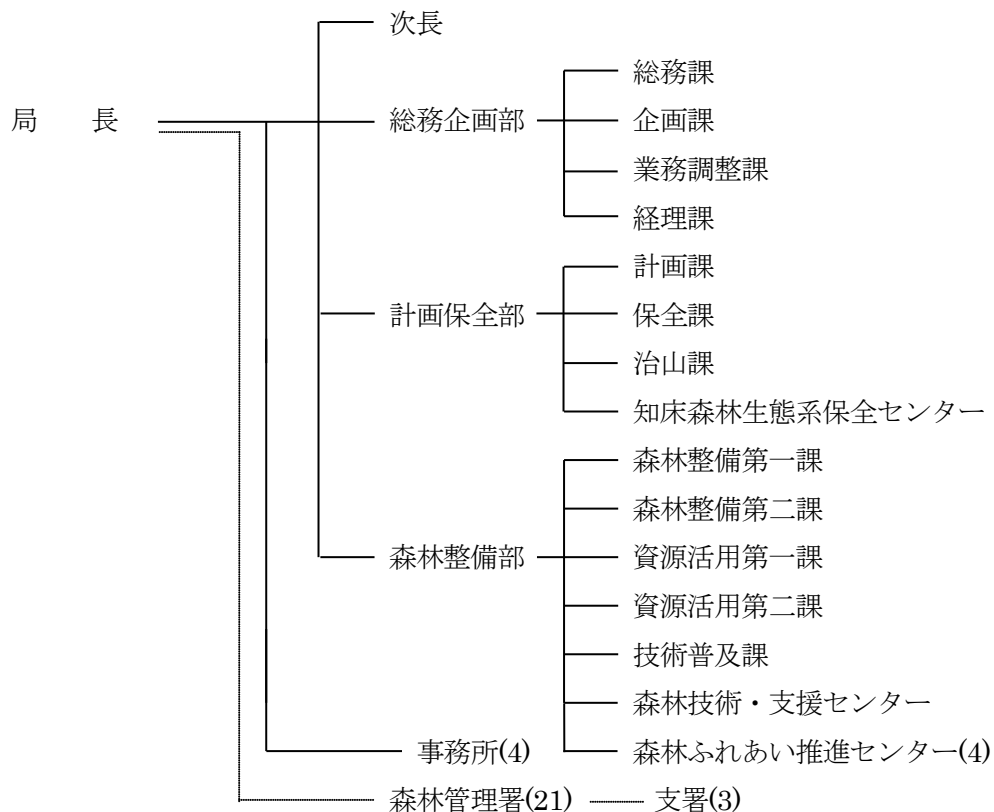 次長
総務課
局　長　総務企画部　企画課
業務調整課
経理課
計画課
計画保全部　保全課
治山課
知床森林生態系保全センター
森林整備第一課
森林整備第二課
森林整備部　資源活用第一課
資源活用第二課
技術普及課
森林技術・支援センター
事務所(4)　森林ふれあい推進センター(4)
森林管理署(21)　支署(3)